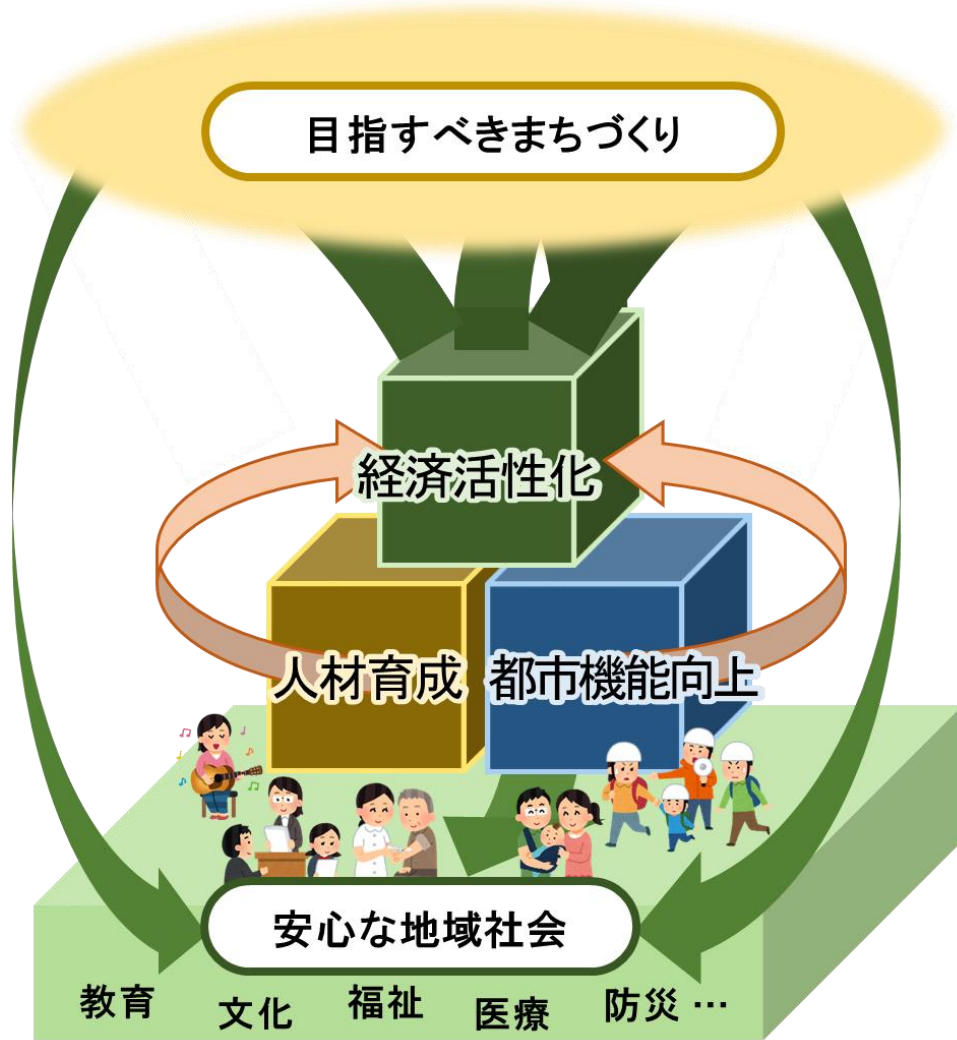 目指すべきまちづくり
経済活性化
人材育成
都市機能向上
安心な地域社会
教育
文化
福祉
医療
防災 …